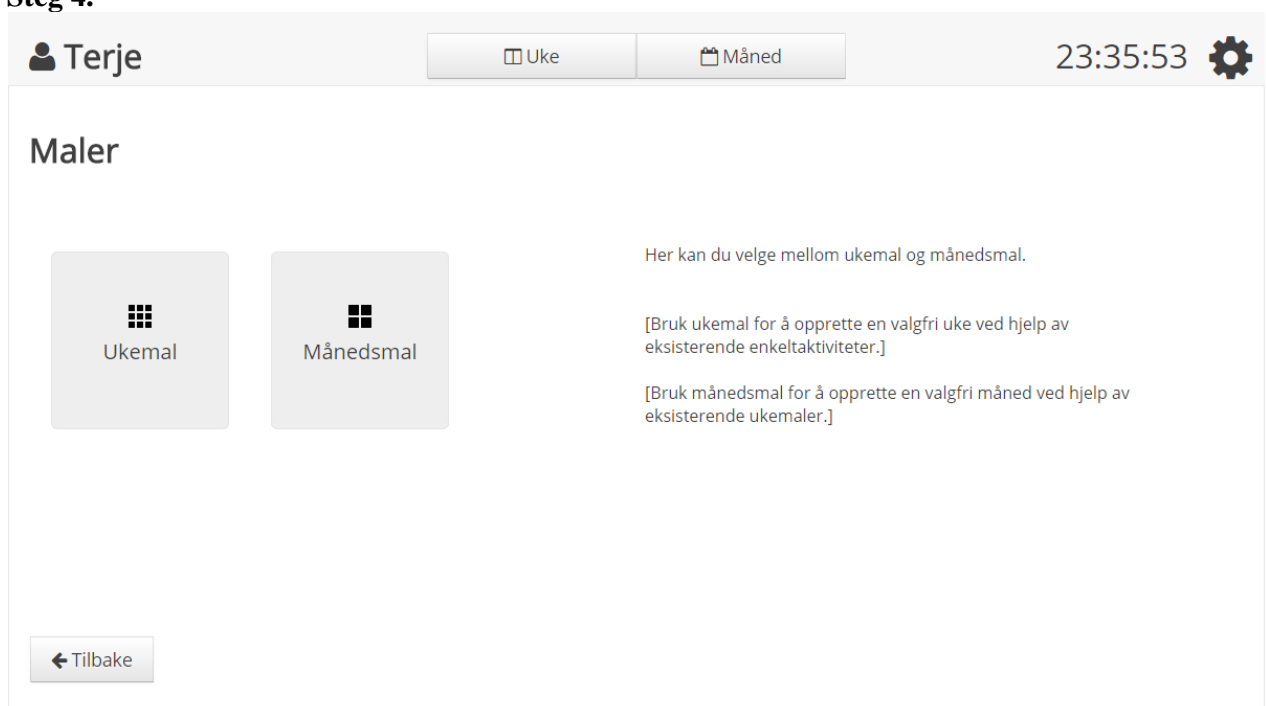 Steg 4:
Terje
Uke
Måned
23:35:53
Maler
Ukemal
Månedsmal
Her kan du velge mellom ukemal og månedsmal.
[Bruk ukemal for å opprette en valgfri uke ved hjelp av
eksisterende enkeltaktiviteter.]
[Bruk månedsmal for å opprette en valgfri måned ved hjelp av
eksisterende ukemaler.]
Tilbake